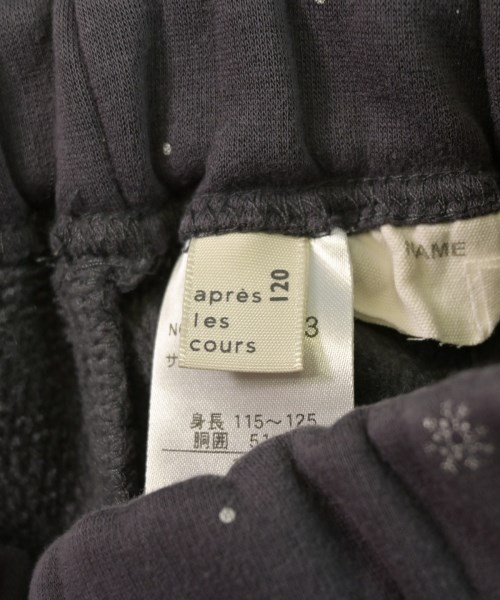 NAME
120
après
les
cours
3
身長 115～125
胴囲 51